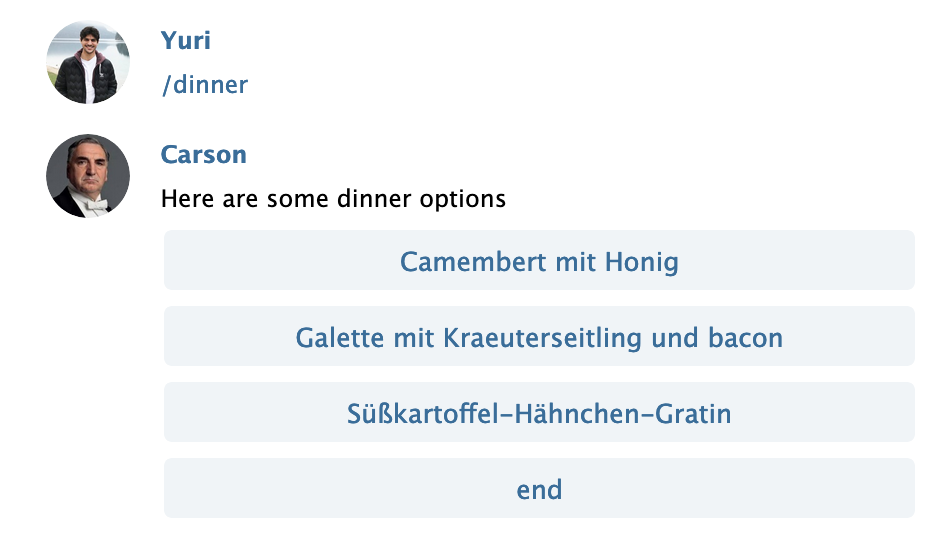 Yuri
/dinner
Carson
Here are some dinner options
Camembert mit Honig
Galette mit Kraeuterseitling und bacon
Süßkartoffel-Hähnchen-Gratin
end